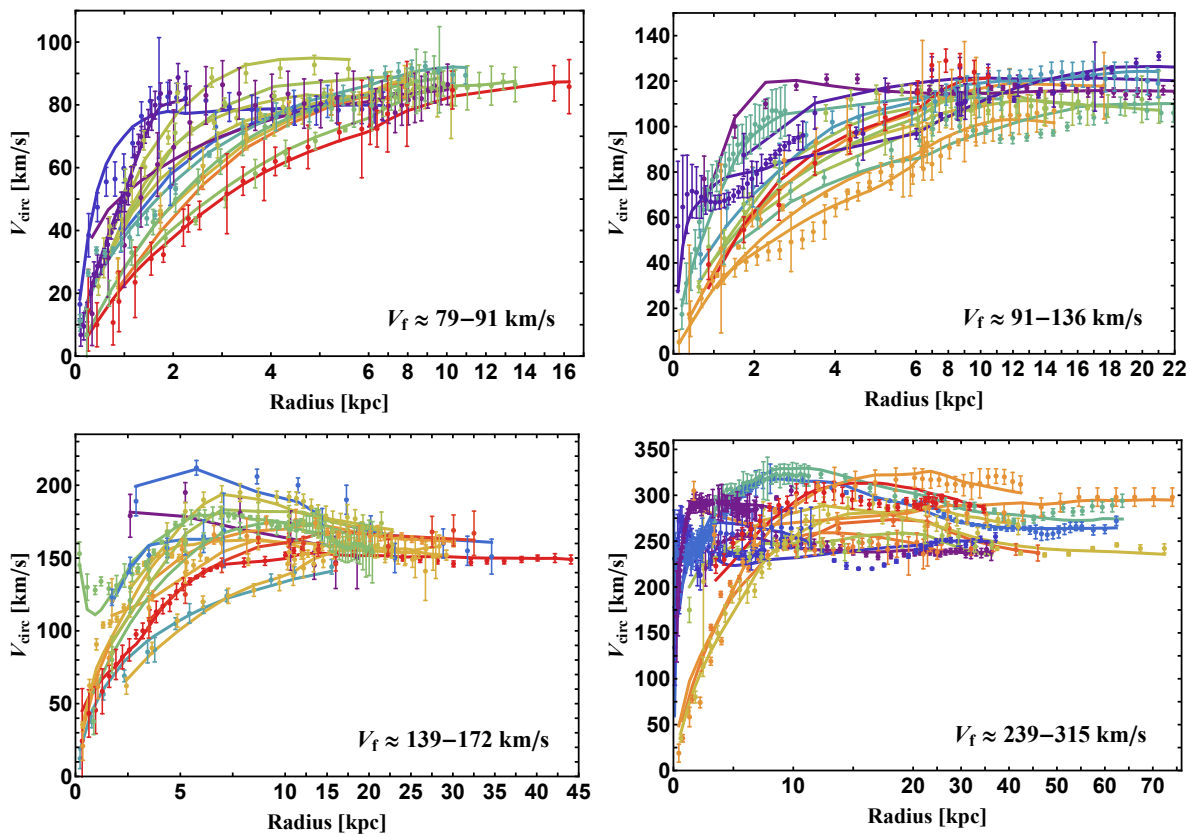 100
80
60
40
20
0
V_circ [km/s]
V_f ≈ 79–91 km/s
0 2 4 6 8 10 12 14 16
Radius [kpc]
150
140
120
100
80
60
40
20
0
V_circ [km/s]
V_f ≈ 91–136 km/s
0 2 4 6 8 10 12 14 16 18 20 22
Radius [kpc]
200
150
100
50
0
V_circ [km/s]
V_f ≈ 139–172 km/s
0 5 10 15 20 25 30 35 40 45
Radius [kpc]
350
300
250
225
175
150
100
50
0
V_circ [km/s]
V_f ≈ 239–315 km/s
0 10 20 30 40 50 60 70
Radius [kpc]